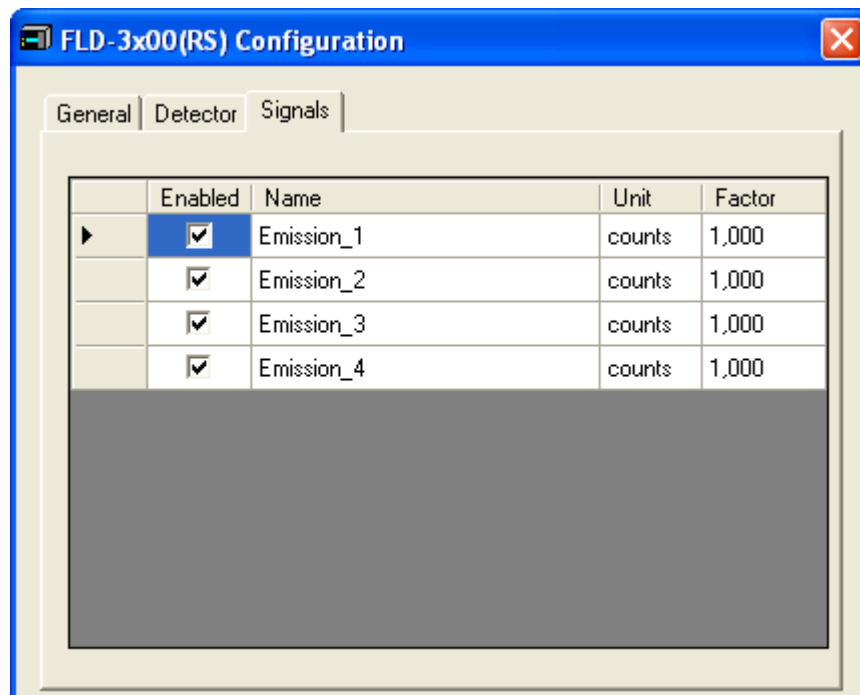 FLD-3x00(RS) Configuration
General Detector Signals
Enabled Name Unit Factor
Emission_1 counts 1,000
Emission_2 counts 1,000
Emission_3 counts 1,000
Emission_4 counts 1,000